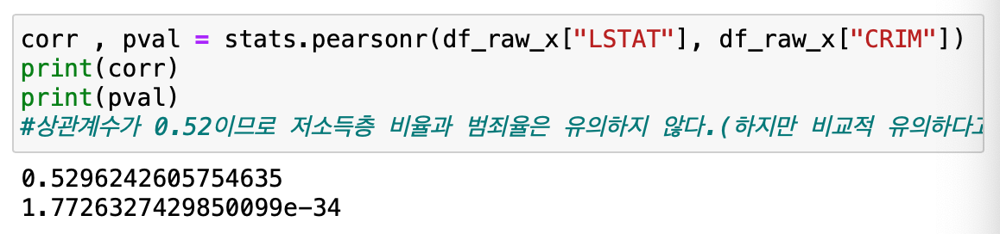 corr , pval = stats.pearsonr(df_raw_x["LSTAT"], df_raw_x["CRIM"])
print(corr)
print(pval)
#상관계수가 0.52이므로 저소득층 비율과 범죄율은 유의하지 않다.(하지만 비교적 유의하다고
0.5296242605754635
1.7726327429850099e-34